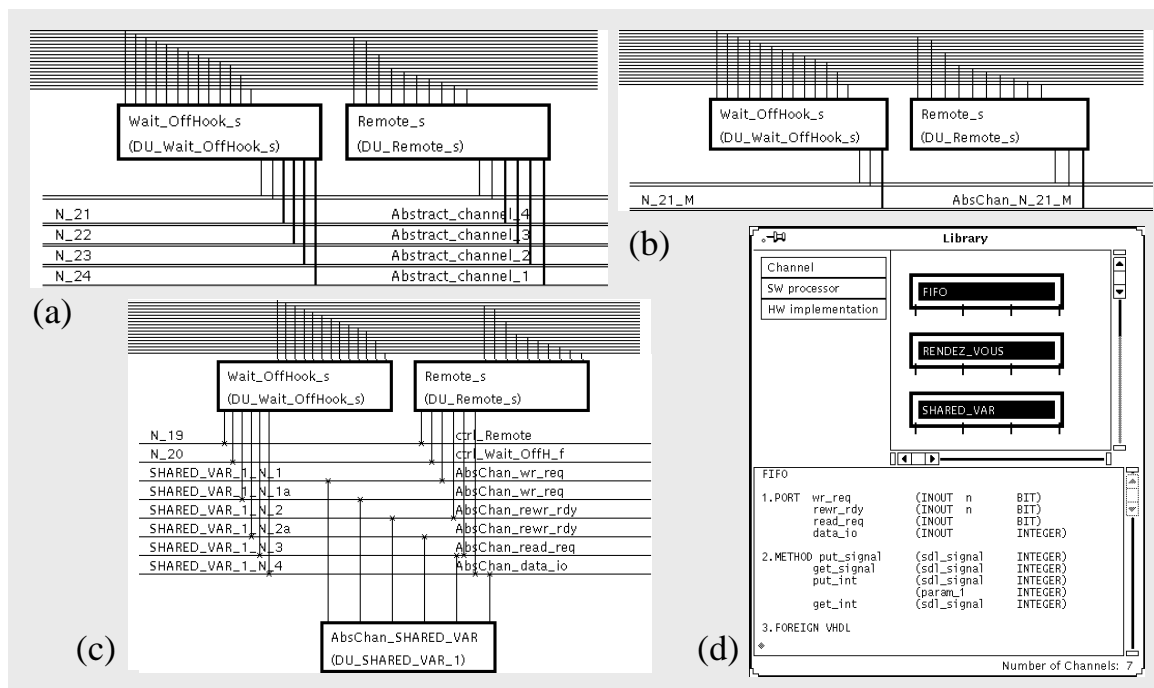 Wait_OffHook_s Remote_s
(DU_Wait_OffHook_s) (DU_Remote_s)
N_21 Abstract_channel_4
N_22 Abstract_channel_3
N_23 Abstract_channel_2
N_24 Abstract_channel_1
(a)
Wait_OffHook_s Remote_s
(DU_Wait_OffHook_s) (DU_Remote_s)
N_21_M AbsChan_N_21_M
(b)
Wait_OffHook_s Remote_s
(DU_Wait_OffHook_s) (DU_Remote_s)
N_19 ctrl_Remote
N_20 ctrl_Wait_OffH_f
SHARED_VAR_1_N_1 AbsChan_wr_req
SHARED_VAR_1_N_1a AbsChan_wr_req
SHARED_VAR_1_N_2 AbsChan_rewr_rdy
SHARED_VAR_1_N_2a AbsChan_rewr_rdy
SHARED_VAR_1_N_3 AbsChan_read_req
SHARED_VAR_1_N_4 AbsChan_data_io
AbsChan_SHARED_VAR
(DU_SHARED_VAR_1)
(c)
Library
Channel
SW processor
HW implementation
FIFO
RENDEZ_VOUS
SHARED_VAR
FIFO
1.PORT wr_req (INOUT n BIT)
rewr_rdy (INOUT n BIT)
read_req (INOUT BIT)
data_io (INOUT INTEGER)
2.METHOD put_signal (sdl_signal INTEGER)
get_signal (sdl_signal INTEGER)
put_int (sdl_signal INTEGER)
(param_1 INTEGER)
get_int (sdl_signal INTEGER)
3.FOREIGN VHDL
Number of Channels: 7
(d)